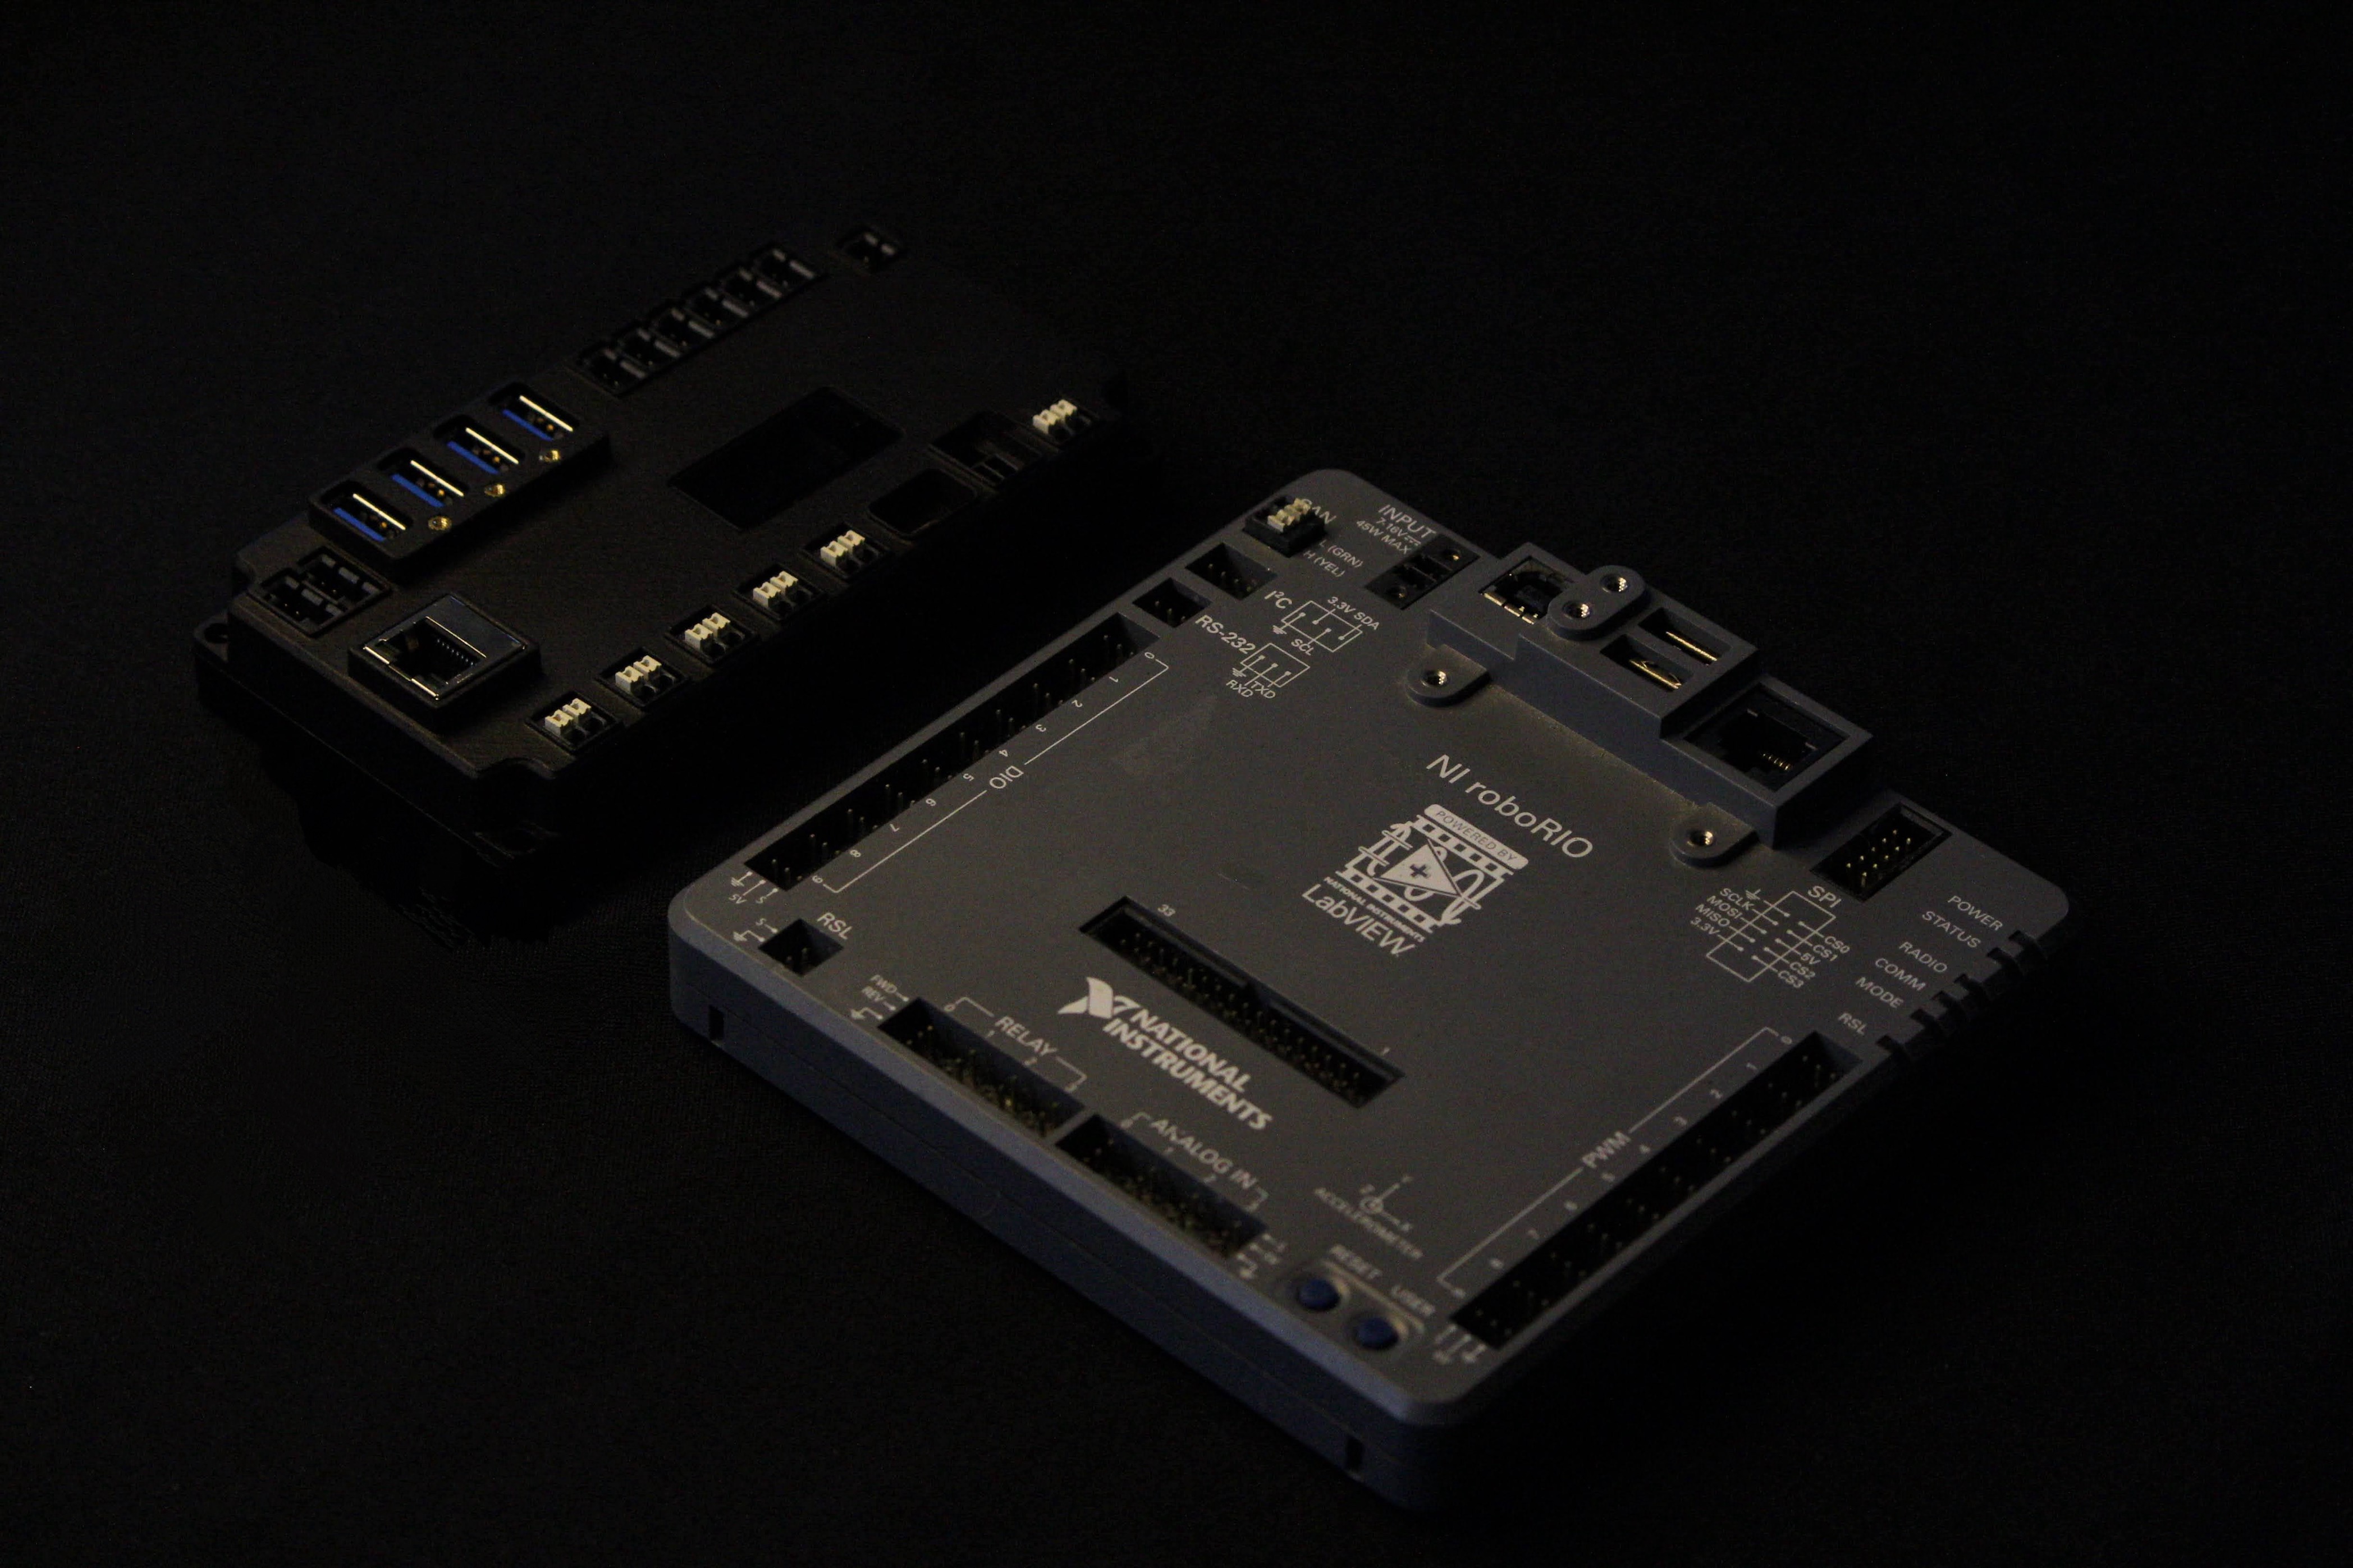 CAN
INPUT
7-16V
45W MAX
L (GRN)
H (YEL)
I²C
3.3V SDA
SCL
RS-232
TXD
RXD
0
1
2
3
4
5
6
7
8
9
DIO
5V S
S
RSL
NI roboRIO
POWERED BY
NATIONAL INSTRUMENTS
LabVIEW
SPI
SCLK
MOSI
MISO
3.3V
CS0
CS1
5V
CS2
CS3
POWER
STATUS
RADIO
COMM
MODE
RSL
33
1
NATIONAL
INSTRUMENTS
FWD
REV
0
1
2
3
RELAY
0
1
2
3
ANALOG IN
Z
Y
X
ACCELEROMETER
RESET
USER
0
1
2
3
4
5
6
7
8
9
PWM